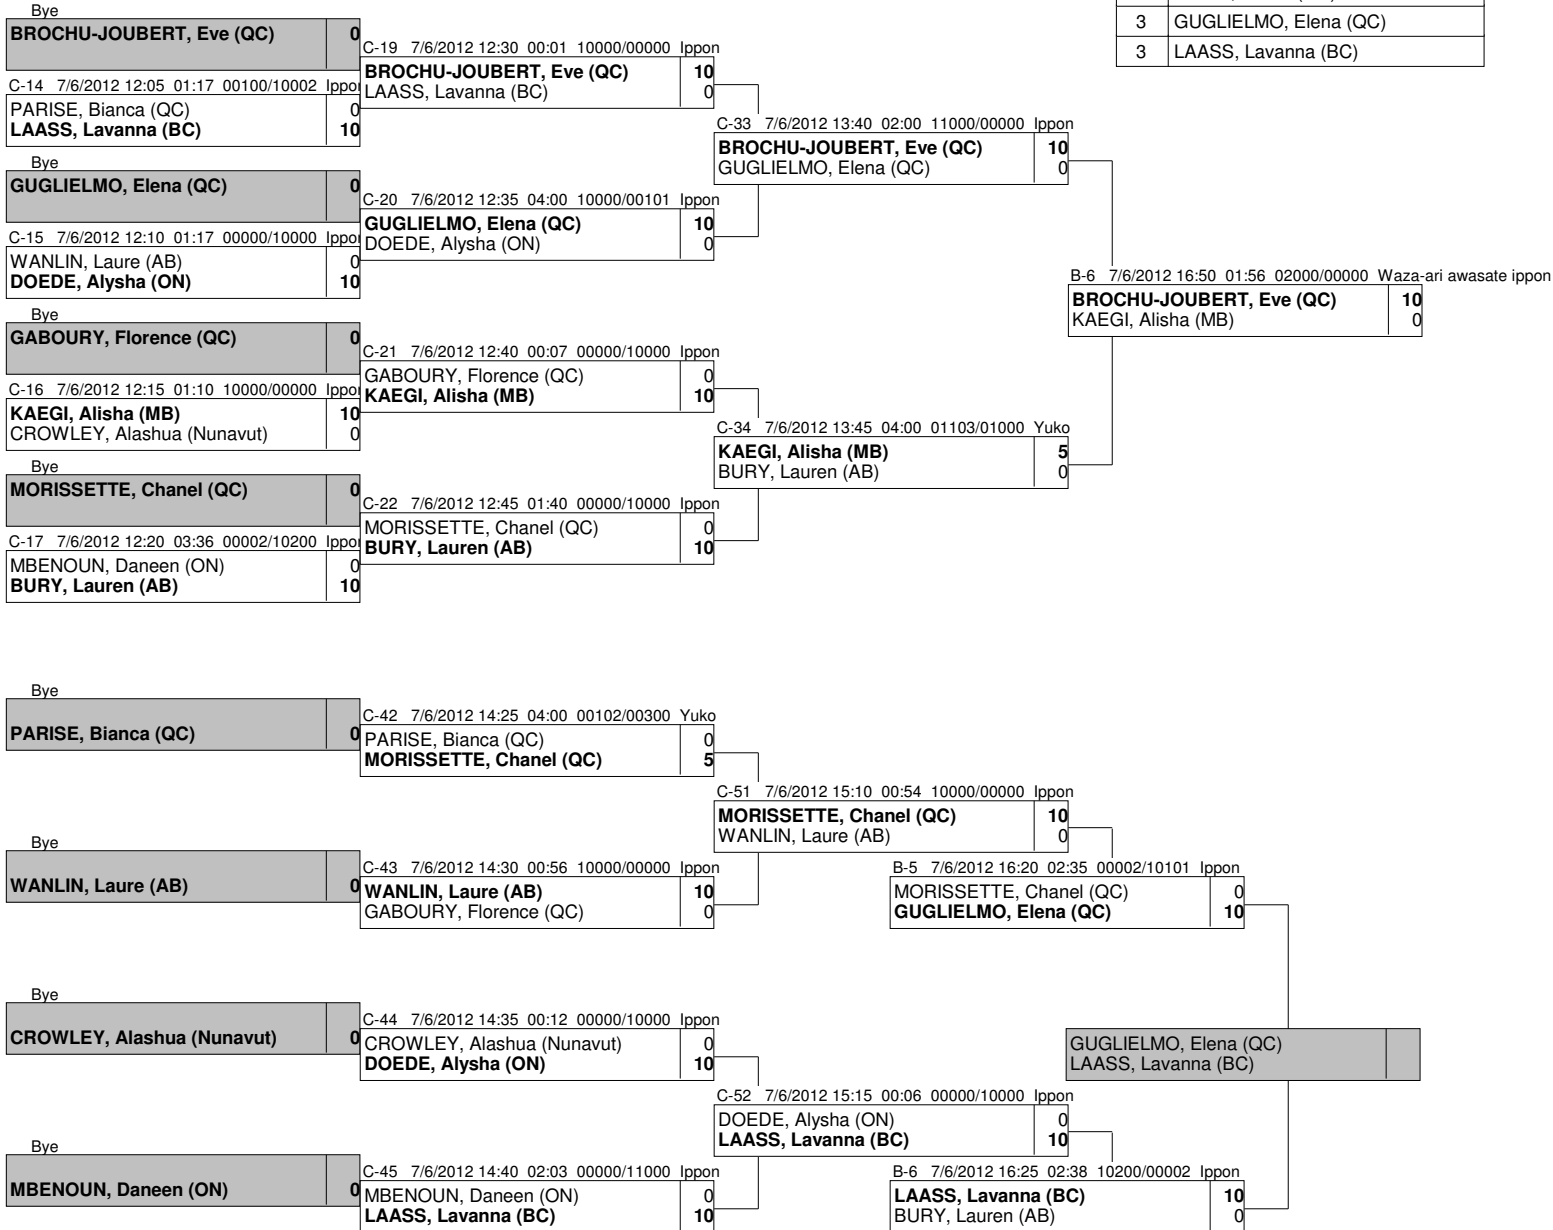 3 GUGLIELMO, Elena (QC)
3 LAASS, Lavanna (BC)
Bye
BROCHU-JOUBERT, Eve (QC) 0
C-14 7/6/2012 12:05 01:17 00100/10002 Ippon
PARISE, Bianca (QC) 0
LAASS, Lavanna (BC) 10
Bye
GUGLIELMO, Elena (QC) 0
C-15 7/6/2012 12:10 01:17 00000/10000 Ippon
WANLIN, Laure (AB) 0
DOEDE, Alysha (ON) 10
Bye
GABOURY, Florence (QC) 0
C-16 7/6/2012 12:15 01:10 10000/00000 Ippon
KAEGI, Alisha (MB) 10
CROWLEY, Alashua (Nunavut) 0
Bye
MORISSETTE, Chanel (QC) 0
C-17 7/6/2012 12:20 03:36 00002/10200 Ippon
MBENOUN, Daneen (ON) 0
BURY, Lauren (AB) 10
C-19 7/6/2012 12:30 00:01 10000/00000 Ippon
BROCHU-JOUBERT, Eve (QC) 10
LAASS, Lavanna (BC) 0
C-20 7/6/2012 12:35 04:00 10000/00101 Ippon
GUGLIELMO, Elena (QC) 10
DOEDE, Alysha (ON) 0
C-21 7/6/2012 12:40 00:07 00000/10000 Ippon
GABOURY, Florence (QC) 0
KAEGI, Alisha (MB) 10
C-22 7/6/2012 12:45 01:40 00000/10000 Ippon
MORISSETTE, Chanel (QC) 0
BURY, Lauren (AB) 10
C-33 7/6/2012 13:40 02:00 11000/00000 Ippon
BROCHU-JOUBERT, Eve (QC) 10
GUGLIELMO, Elena (QC) 0
C-34 7/6/2012 13:45 04:00 01103/01000 Yuko
KAEGI, Alisha (MB) 5
BURY, Lauren (AB) 0
B-6 7/6/2012 16:50 01:56 02000/00000 Waza-ari awasate ippon
BROCHU-JOUBERT, Eve (QC) 10
KAEGI, Alisha (MB) 0
Bye
PARISE, Bianca (QC) 0
Bye
WANLIN, Laure (AB) 0
Bye
CROWLEY, Alashua (Nunavut) 0
Bye
MBENOUN, Daneen (ON) 0
C-42 7/6/2012 14:25 04:00 00102/00300 Yuko
PARISE, Bianca (QC) 0
MORISSETTE, Chanel (QC) 5
C-43 7/6/2012 14:30 00:56 10000/00000 Ippon
WANLIN, Laure (AB) 10
GABOURY, Florence (QC) 0
C-44 7/6/2012 14:35 00:12 00000/10000 Ippon
CROWLEY, Alashua (Nunavut) 0
DOEDE, Alysha (ON) 10
C-45 7/6/2012 14:40 02:03 00000/11000 Ippon
MBENOUN, Daneen (ON) 0
LAASS, Lavanna (BC) 10
C-51 7/6/2012 15:10 00:54 10000/00000 Ippon
MORISSETTE, Chanel (QC) 10
WANLIN, Laure (AB) 0
C-52 7/6/2012 15:15 00:06 00000/10000 Ippon
DOEDE, Alysha (ON) 0
LAASS, Lavanna (BC) 10
B-5 7/6/2012 16:20 02:35 00002/10101 Ippon
MORISSETTE, Chanel (QC) 0
GUGLIELMO, Elena (QC) 10
B-6 7/6/2012 16:25 02:38 10200/00002 Ippon
LAASS, Lavanna (BC) 10
BURY, Lauren (AB) 0
GUGLIELMO, Elena (QC)
LAASS, Lavanna (BC)